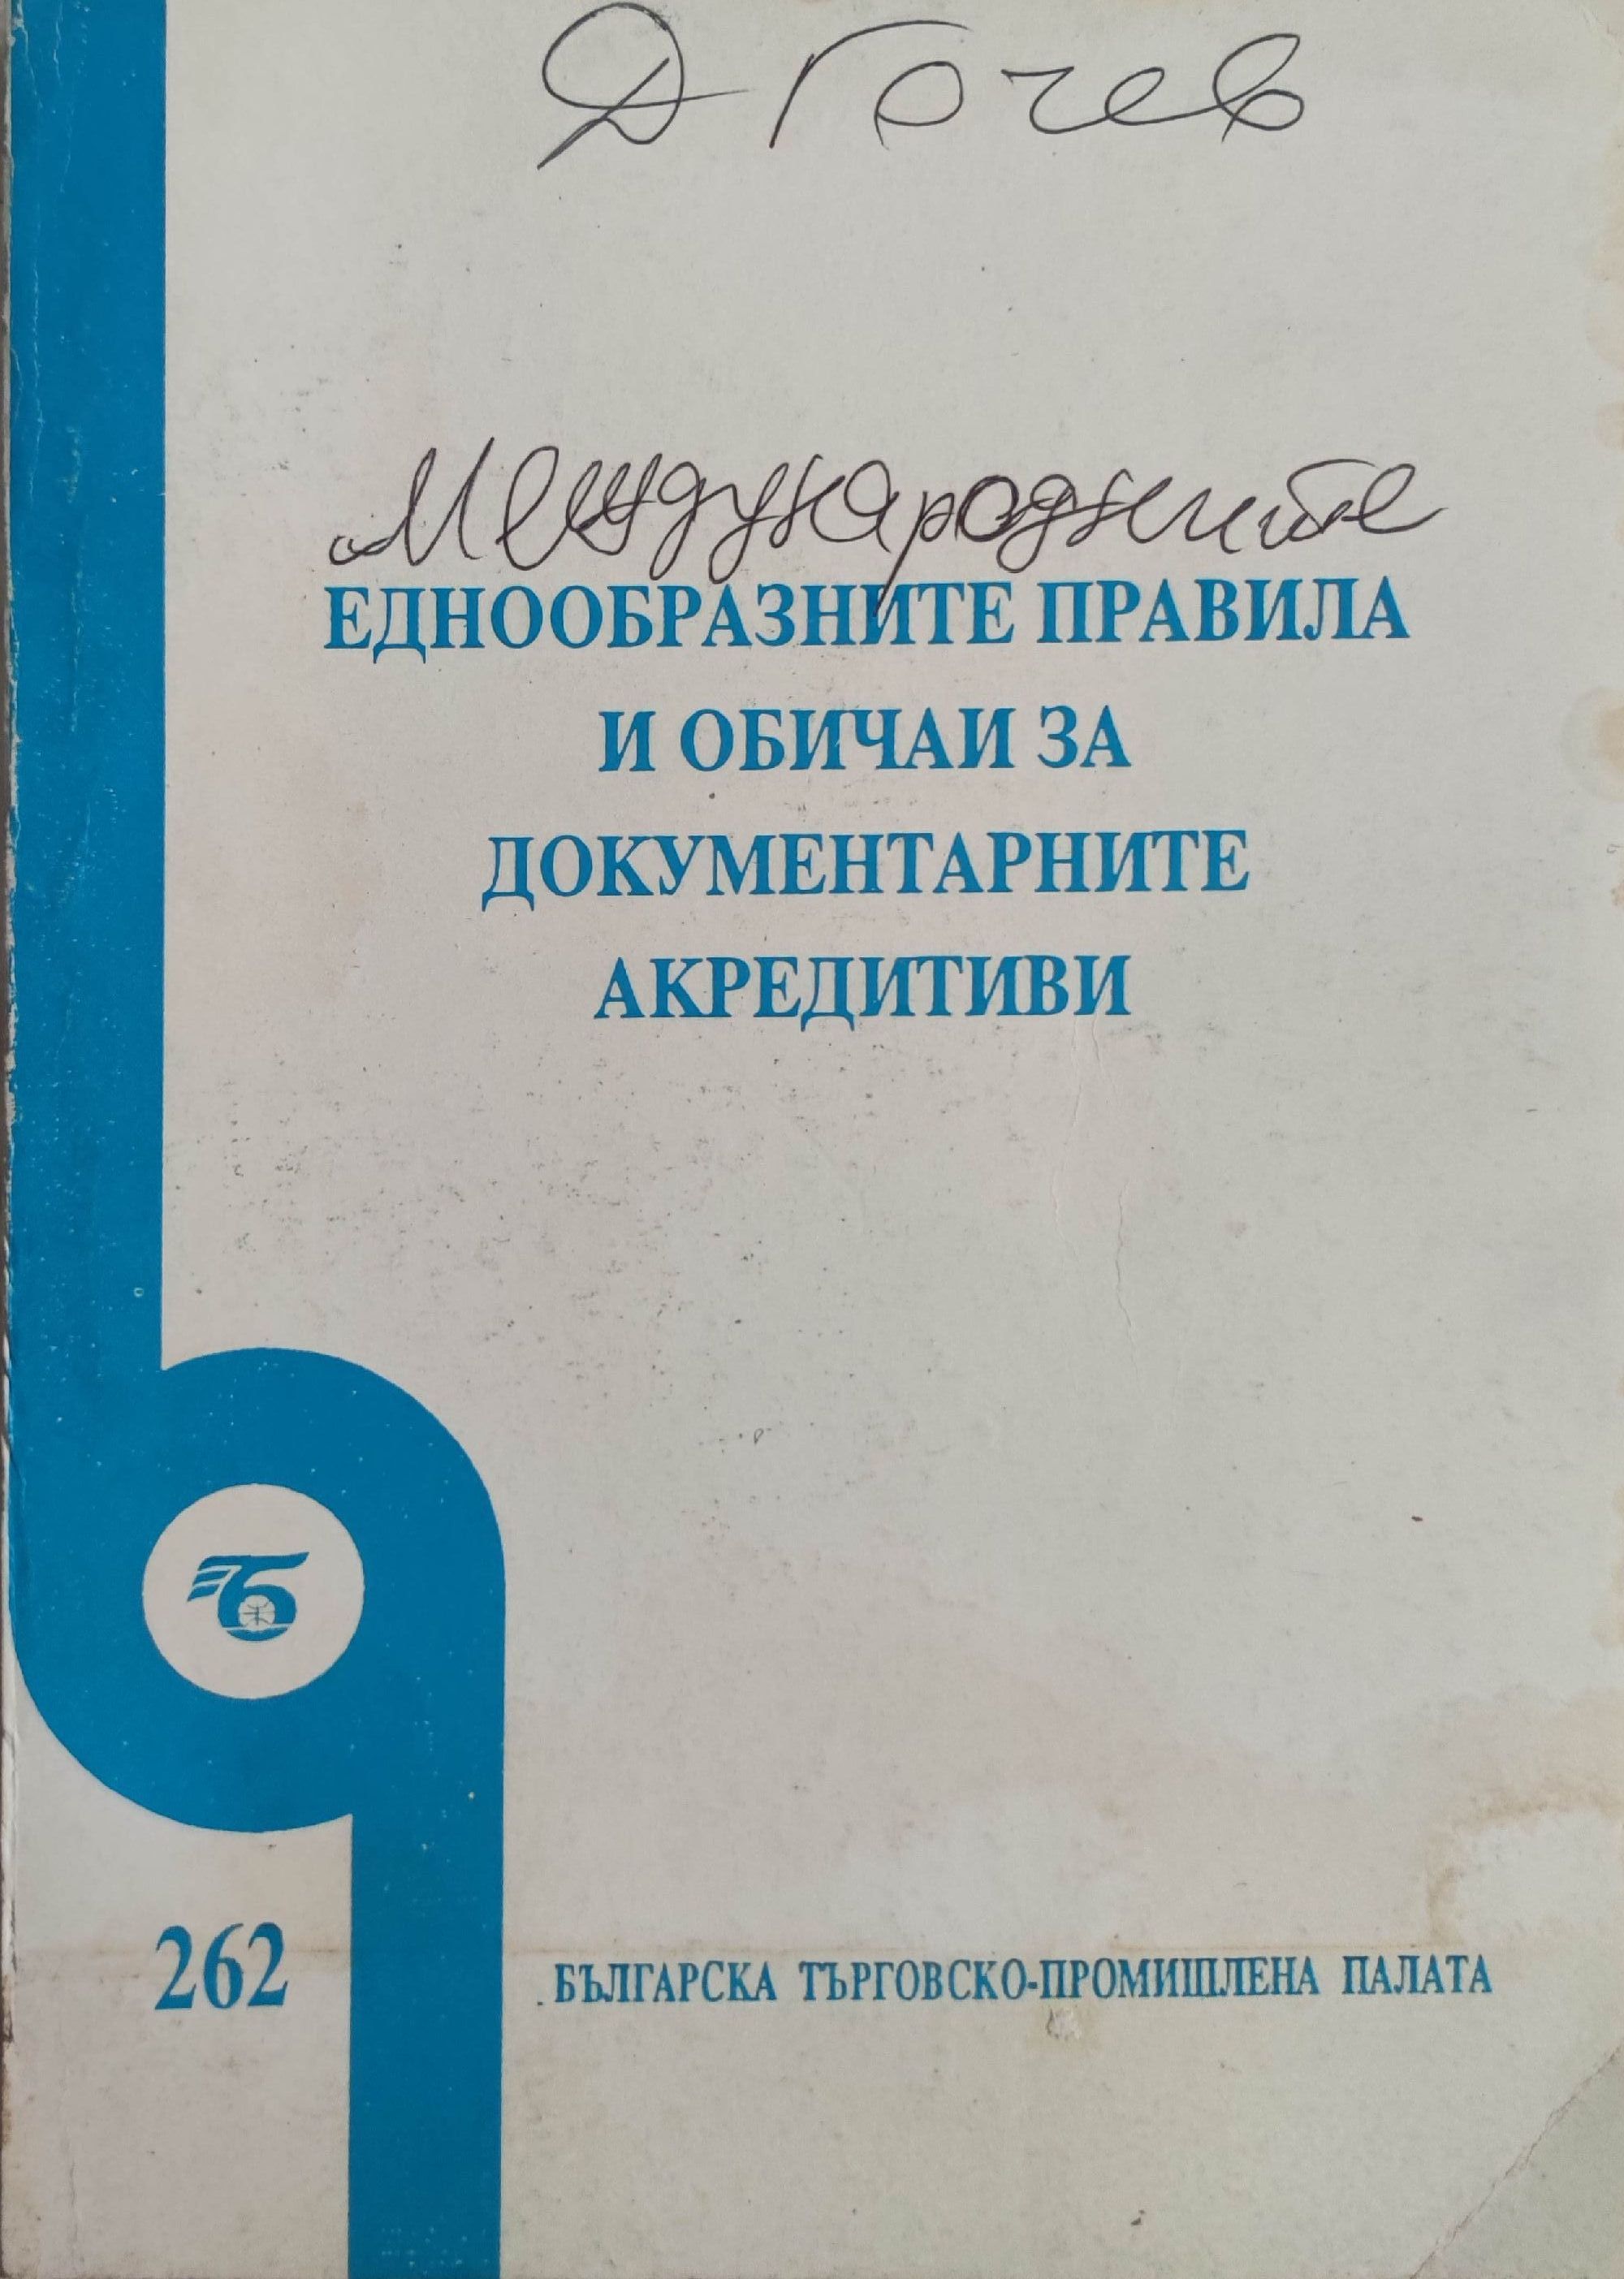 Д Гочев
Международните
ЕДНООБРАЗНИТЕ ПРАВИЛА
И ОБИЧАИ ЗА
ДОКУМЕНТАРНИТЕ
АКРЕДИТИВИ
Б
262
БЪЛГАРСКА ТЪРГОВСКО-ПРОМИШЛЕНА ПАЛАТА